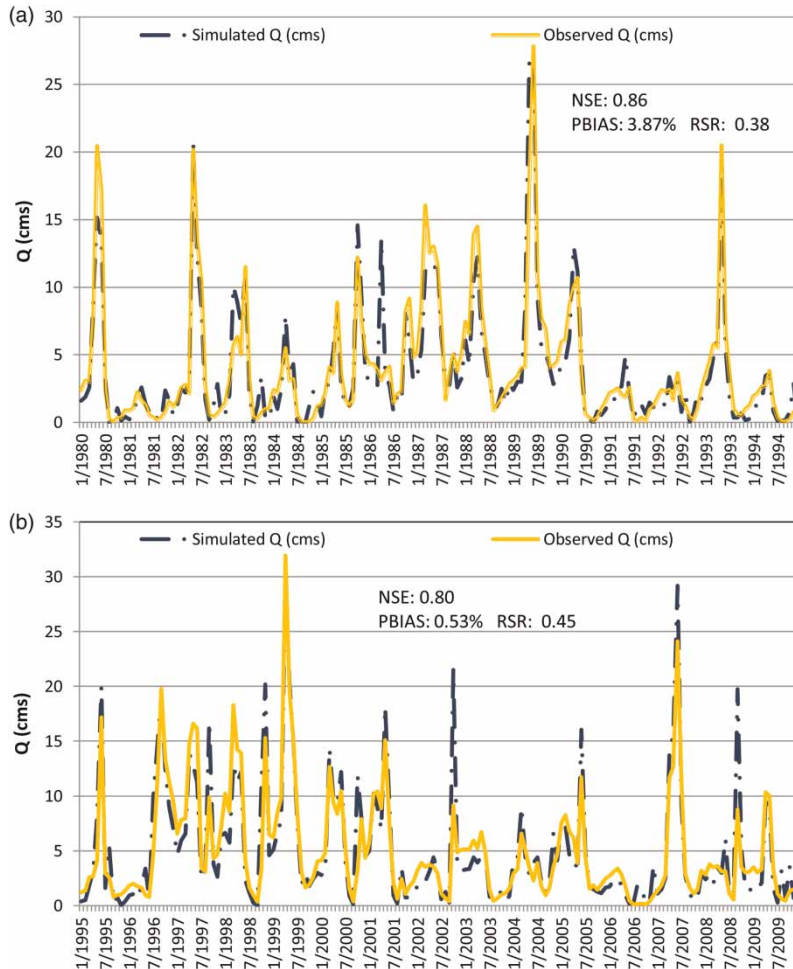 (a)
30
25
20
15
10
5
0
Q (cms)
Simulated Q (cms) Observed Q (cms)
NSE: 0.86
PBIAS: 3.87% RSR: 0.38
1/1980 7/1980 1/1981 7/1981 1/1982 7/1982 1/1983 7/1983 1/1984 7/1984 1/1985 7/1985 1/1986 7/1986 1/1987 7/1987 1/1988 7/1988 1/1989 7/1989 1/1990 7/1990 1/1991 7/1991 1/1992 7/1992 1/1993 7/1993 1/1994 7/1994
(b)
35
30
25
20
15
10
5
0
Q (cms)
Simulated Q (cms) Observed Q (cms)
NSE: 0.80
PBIAS: 0.53% RSR: 0.45
1/1995 7/1995 1/1996 7/1996 1/1997 7/1997 1/1998 7/1998 1/1999 7/1999 1/2000 7/2000 1/2001 7/2001 1/2002 7/2002 1/2003 7/2003 1/2004 7/2004 1/2005 7/2005 1/2006 7/2006 1/2007 7/2007 1/2008 7/2008 1/2009 7/2009